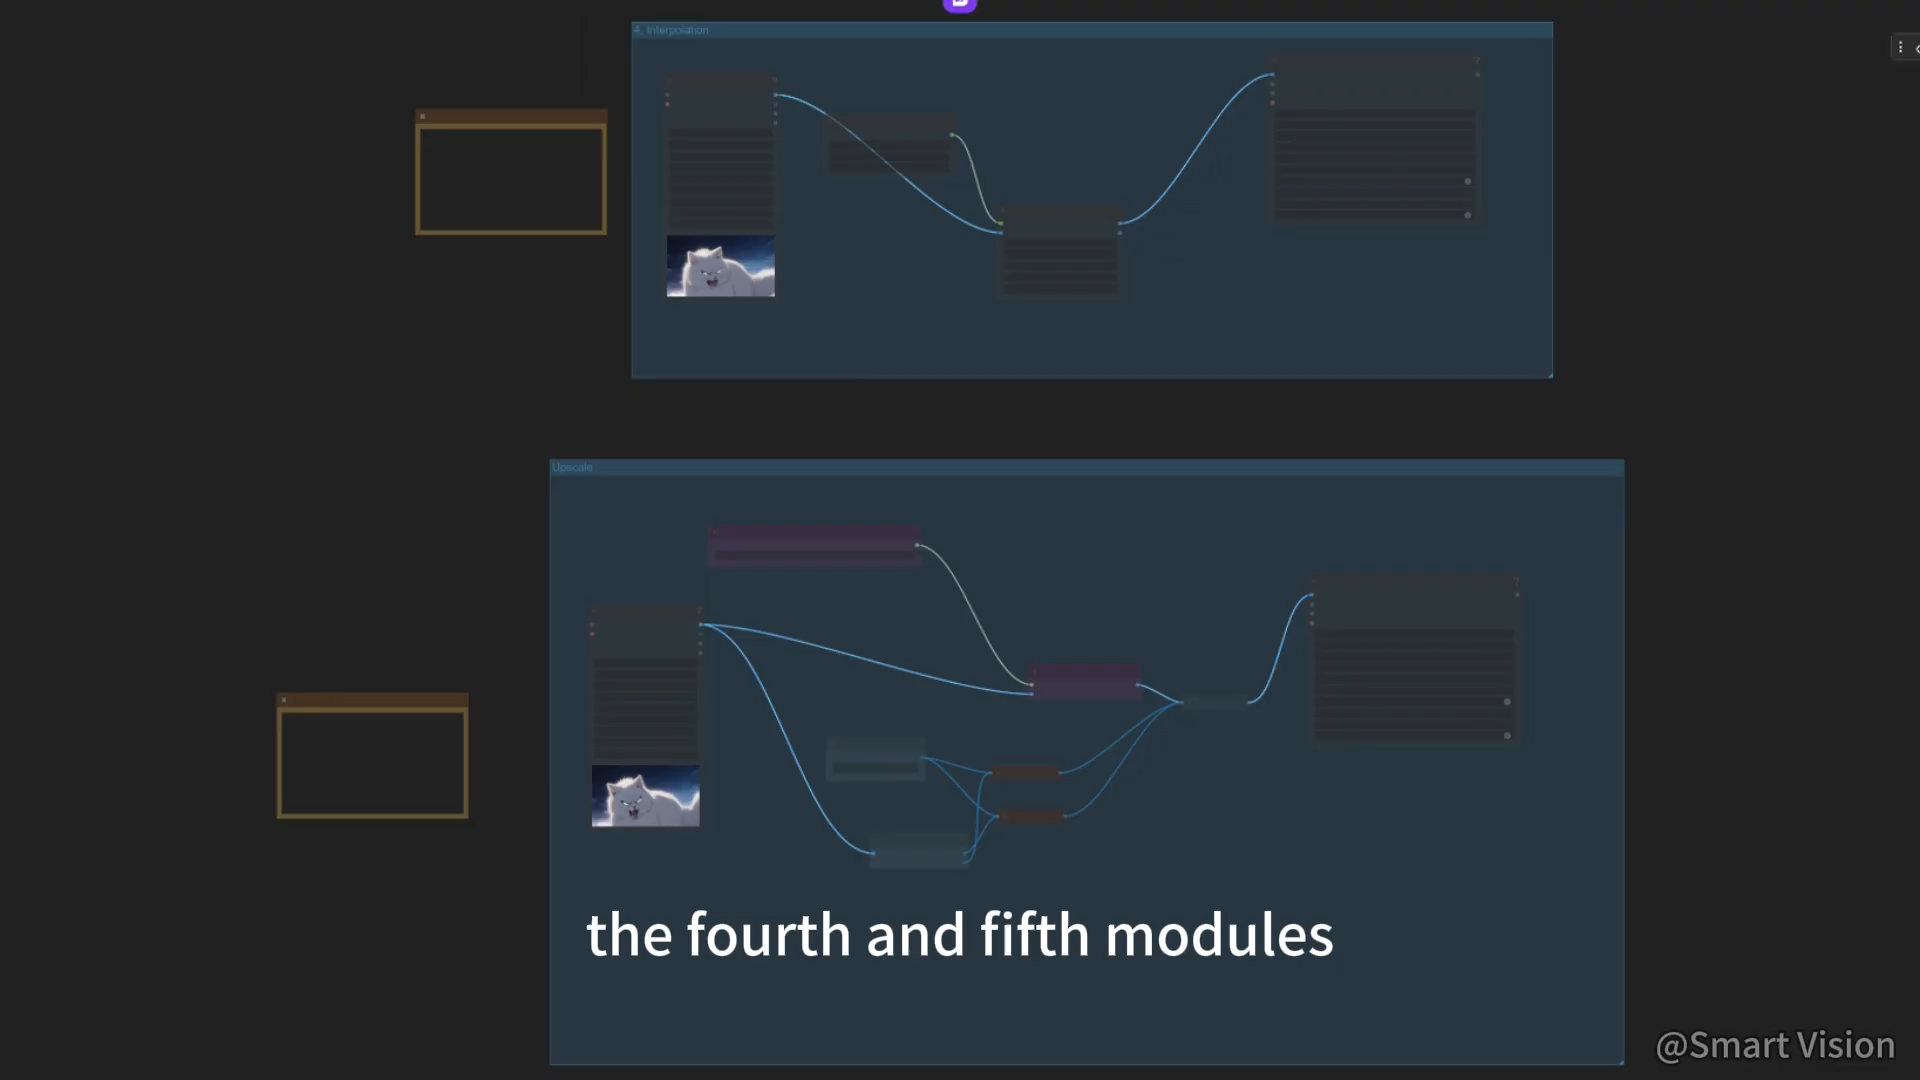 4. Interpolation
Upscale
the fourth and fifth modules
@Smart Vision